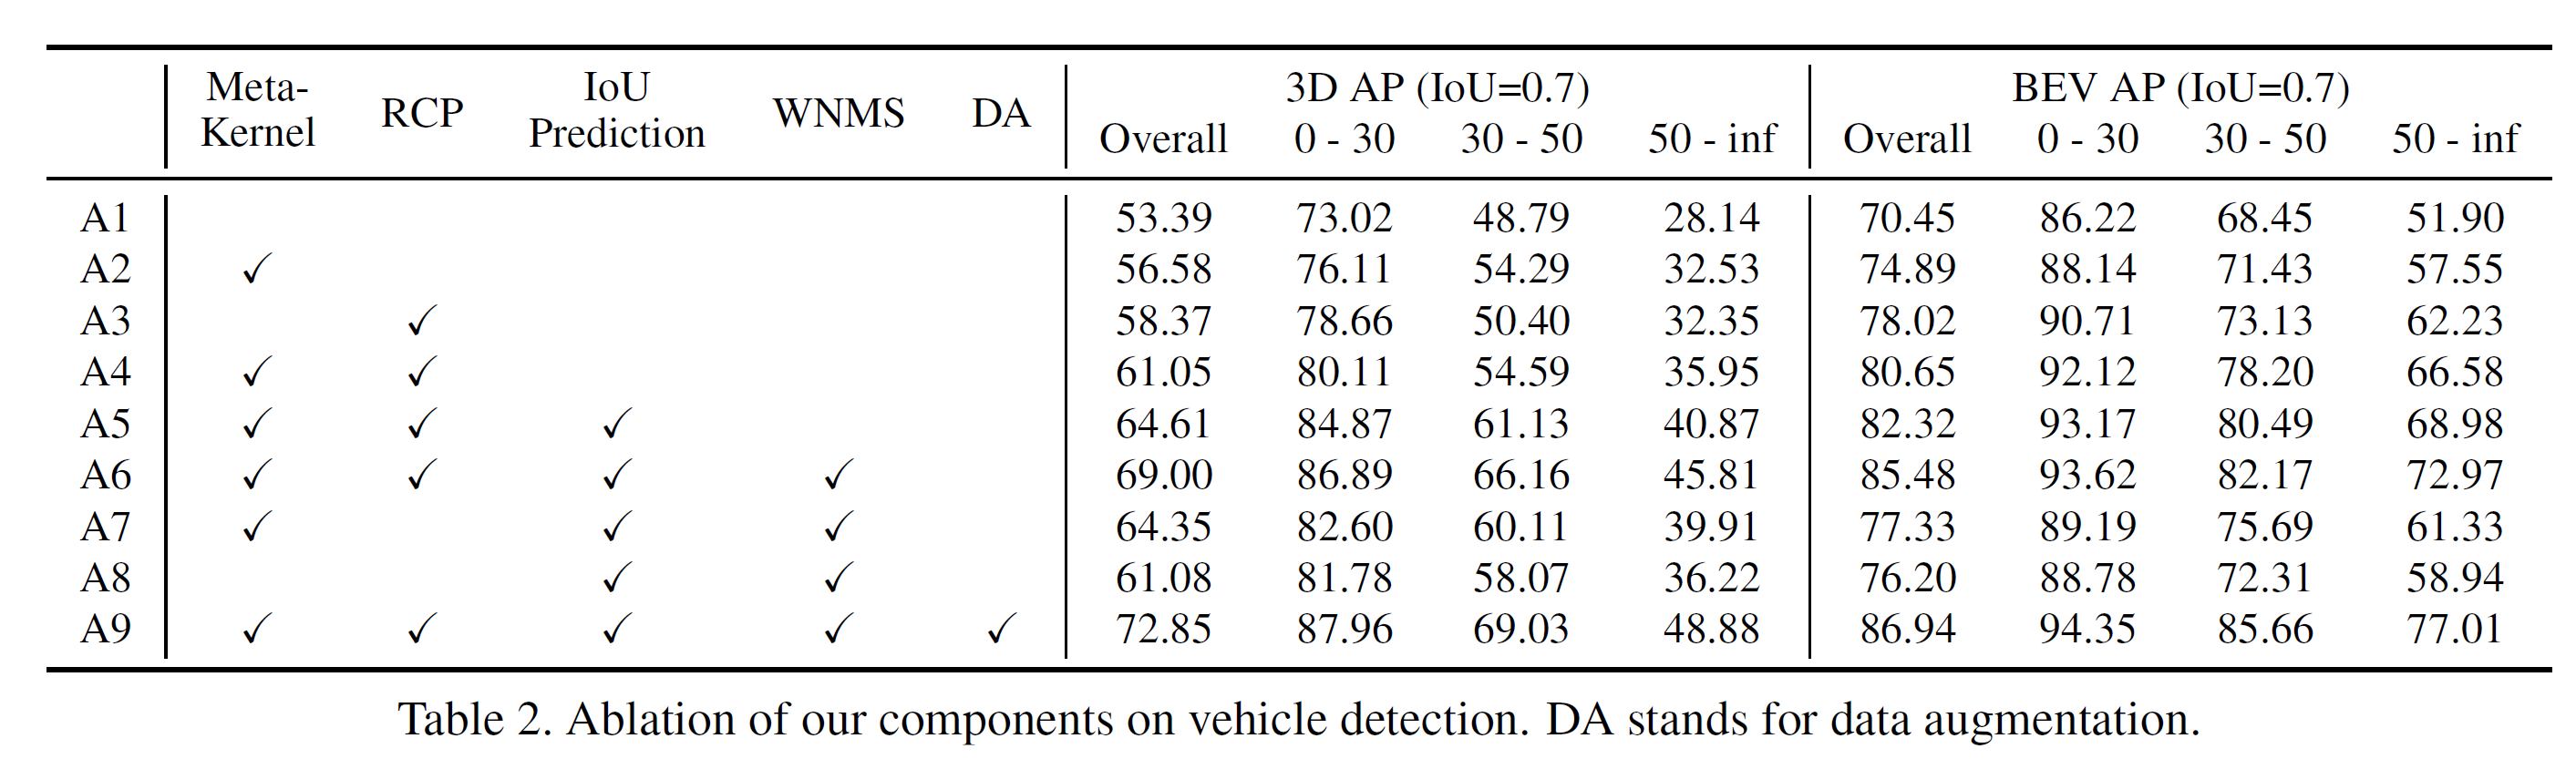 Meta-Kernel RCP IoU Prediction WNMS DA 3D AP (IoU=0.7) BEV AP (IoU=0.7)
Overall 0 - 30 30 - 50 50 - inf Overall 0 - 30 30 - 50 50 - inf
A1 53.39 73.02 48.79 28.14 70.45 86.22 68.45 51.90
A2 ✓ 56.58 76.11 54.29 32.53 74.89 88.14 71.43 57.55
A3 ✓ 58.37 78.66 50.40 32.35 78.02 90.71 73.13 62.23
A4 ✓ ✓ 61.05 80.11 54.59 35.95 80.65 92.12 78.20 66.58
A5 ✓ ✓ ✓ 64.61 84.87 61.13 40.87 82.32 93.17 80.49 68.98
A6 ✓ ✓ ✓ ✓ 69.00 86.89 66.16 45.81 85.48 93.62 82.17 72.97
A7 ✓ ✓ ✓ 64.35 82.60 60.11 39.91 77.33 89.19 75.69 61.33
A8 ✓ ✓ 61.08 81.78 58.07 36.22 76.20 88.78 72.31 58.94
A9 ✓ ✓ ✓ ✓ ✓ 72.85 87.96 69.03 48.88 86.94 94.35 85.66 77.01
Table 2. Ablation of our components on vehicle detection. DA stands for data augmentation.